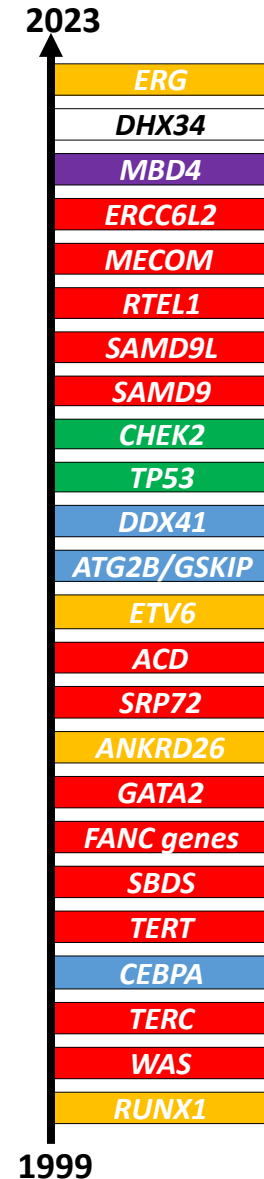 2023
ERG
DHX34
MBD4
ERCC6L2
MECOM
RTEL1
SAMD9L
SAMD9
CHEK2
TP53
DDX41
ATG2B/GSKIP
ETV6
ACD
SRP72
ANKRD26
GATA2
FANC genes
SBDS
TERT
CEBPA
TERC
WAS
RUNX1
1999